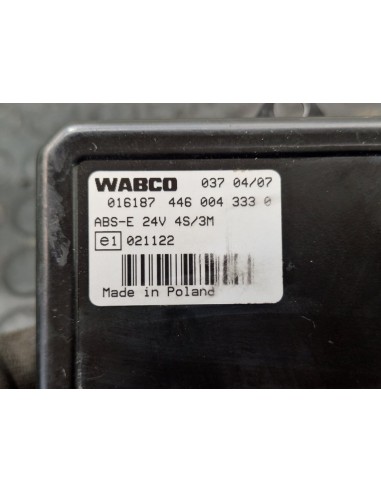 WABCO 037 04/07
016187 446 004 333 0
ABS-E 24V 4S/3M
e1 021122
Made in Poland